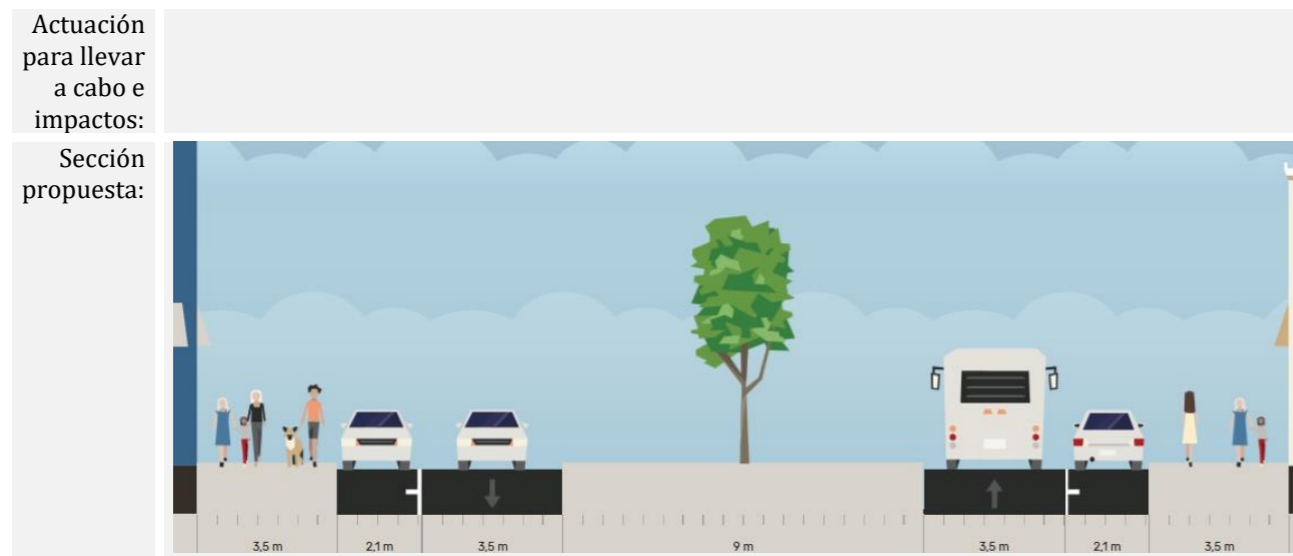 Actuación
para llevar
a cabo e
impactos:
Sección
propuesta:
3,5 m 2,1 m 3,5 m 9 m 3,5 m 2,1 m 3,5 m